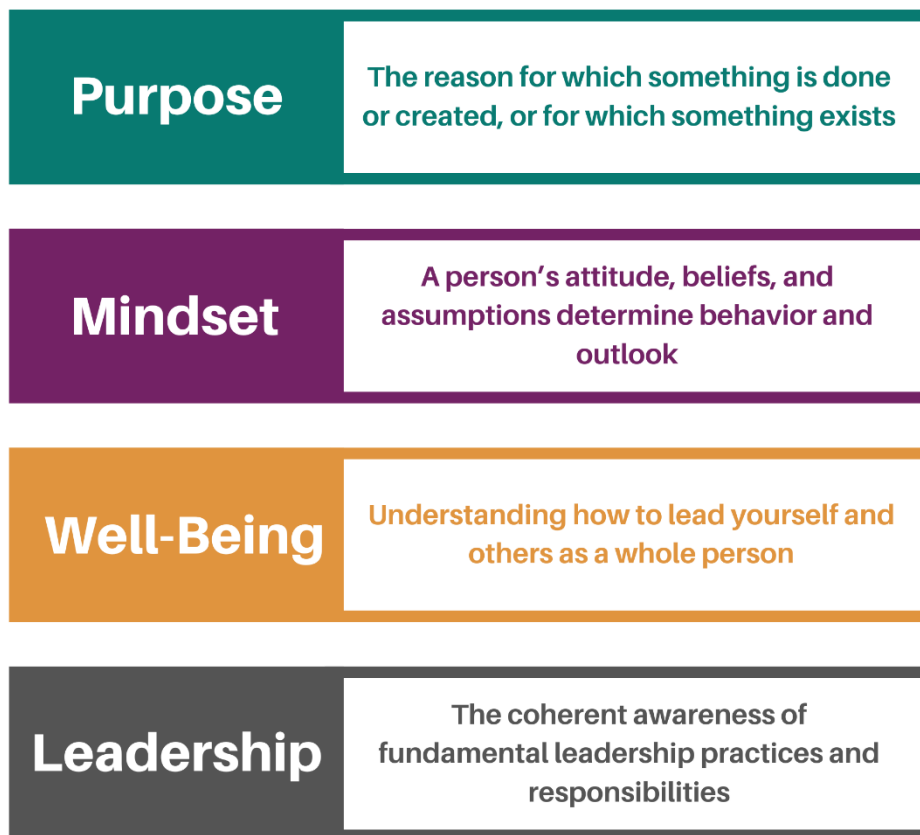 Purpose
The reason for which something is done
or created, or for which something exists
Mindset
A person's attitude, beliefs, and
assumptions determine behavior and
outlook
Well-Being
Understanding how to lead yourself and
others as a whole person
Leadership
The coherent awareness of
fundamental leadership practices and
responsibilities